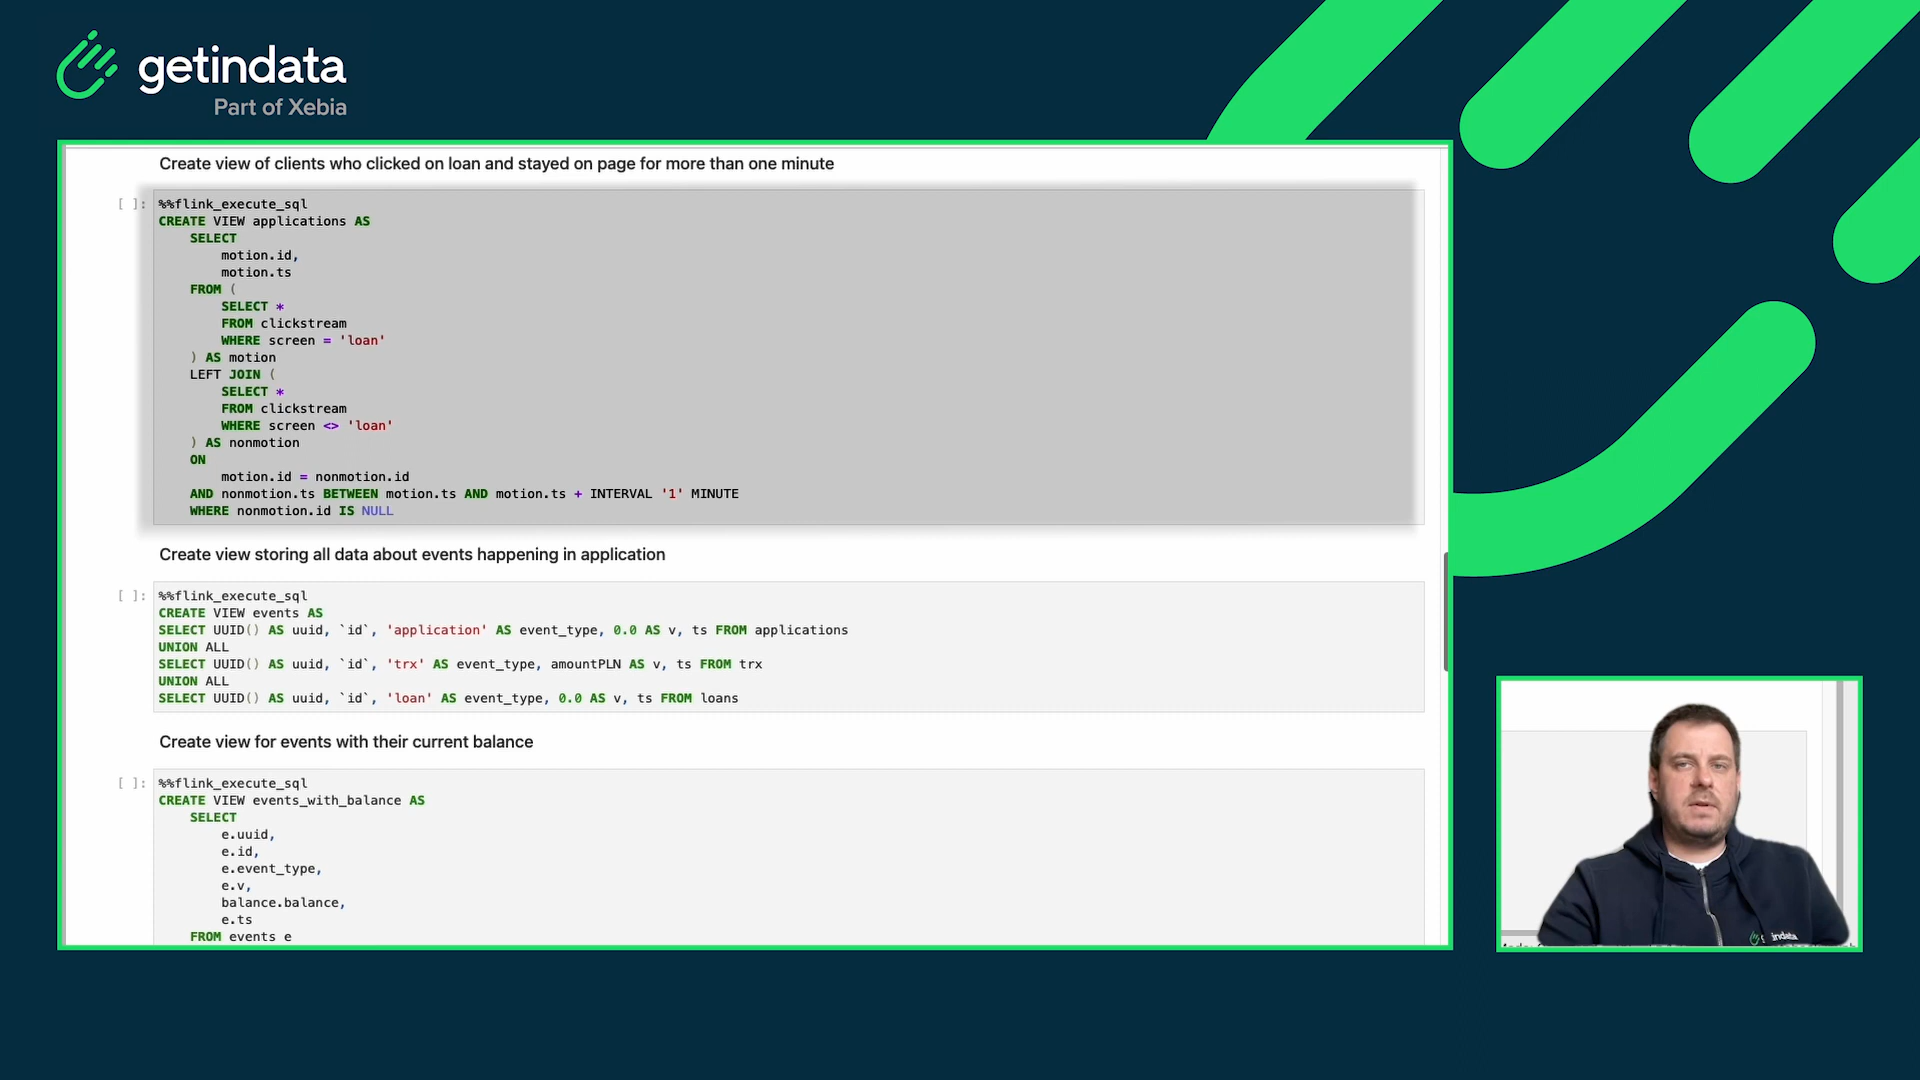 getindata
Part of Xebia
Create view of clients who clicked on loan and stayed on page for more than one minute
[ ]:
%%flink_execute_sql
CREATE VIEW applications AS
    SELECT
        motion.id,
        motion.ts
    FROM (
        SELECT *
        FROM clickstream
        WHERE screen = 'loan'
    ) AS motion
    LEFT JOIN (
        SELECT *
        FROM clickstream
        WHERE screen <> 'loan'
    ) AS nonmotion
    ON
        motion.id = nonmotion.id
    AND nonmotion.ts BETWEEN motion.ts AND motion.ts + INTERVAL '1' MINUTE
    WHERE nonmotion.id IS NULL
Create view storing all data about events happening in application
[ ]:
%%flink_execute_sql
CREATE VIEW events AS
SELECT UUID() AS uuid, `id`, 'application' AS event_type, 0.0 AS v, ts FROM applications
UNION ALL
SELECT UUID() AS uuid, `id`, 'trx' AS event_type, amountPLN AS v, ts FROM trx
UNION ALL
SELECT UUID() AS uuid, `id`, 'loan' AS event_type, 0.0 AS v, ts FROM loans
Create view for events with their current balance
[ ]:
%%flink_execute_sql
CREATE VIEW events_with_balance AS
    SELECT
        e.uuid,
        e.id,
        e.event_type,
        e.v,
        balance.balance,
        e.ts
    FROM events e